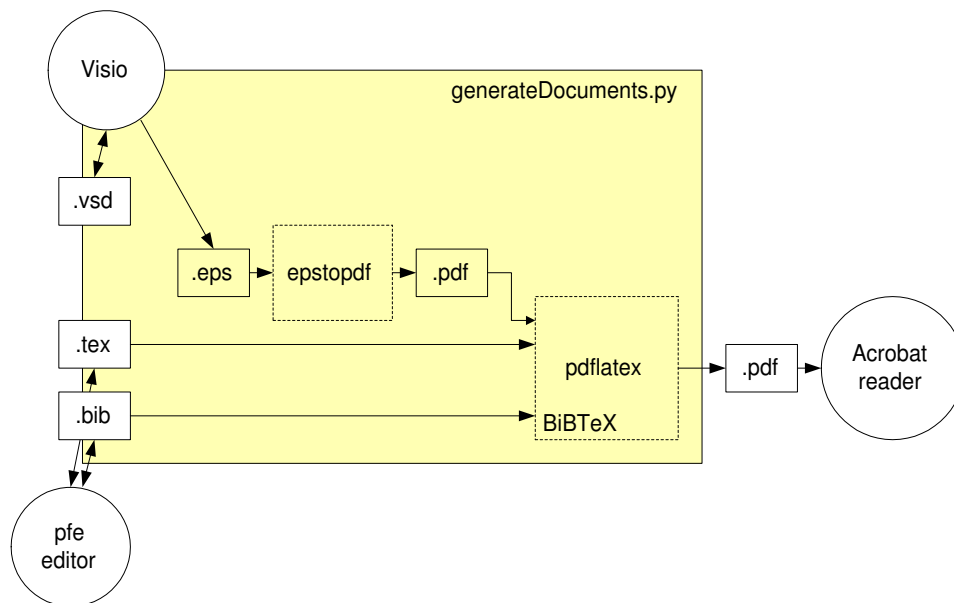 Visio
generateDocuments.py
.vsd
.eps
epstopdf
.pdf
.tex
pdflatex
.pdf
Acrobat
reader
.bib
BiBTeX
pfe
editor